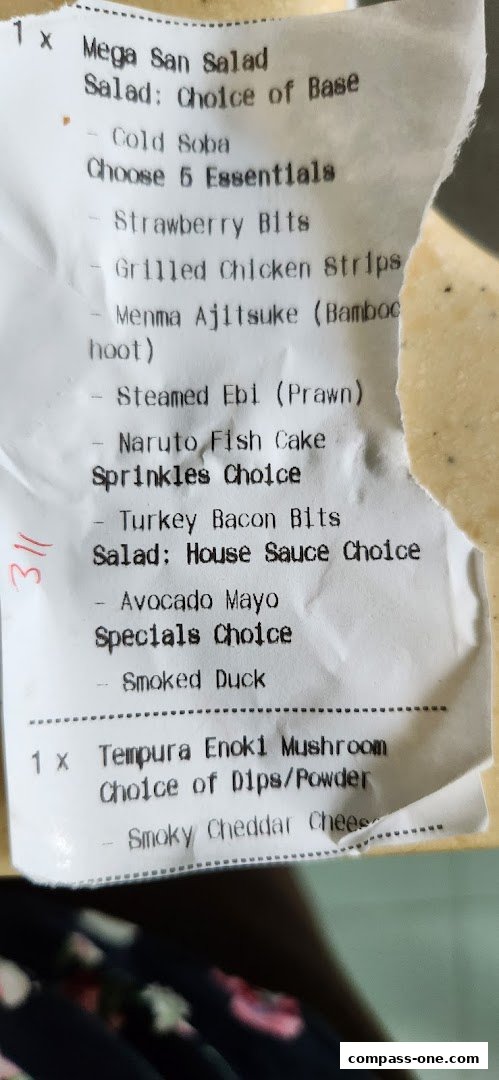 1 x Mega San Salad
Salad: Choice of Base
- Cold Soba
Choose 5 Essentials
- Strawberry Bits
- Grilled Chicken Strips
- Menma Ajitsuke (Bamboo
hoot)
- Steamed Ebi (Prawn)
- Naruto Fish Cake
Sprinkles Choice
- Turkey Bacon Bits
311
Salad: House Sauce Choice
- Avocado Mayo
Specials Choice
- Smoked Duck
1 x Tempura Enoki Mushroom
Choice of Dips/Powder
- Smoky Cheddar Cheese
compass-one.com